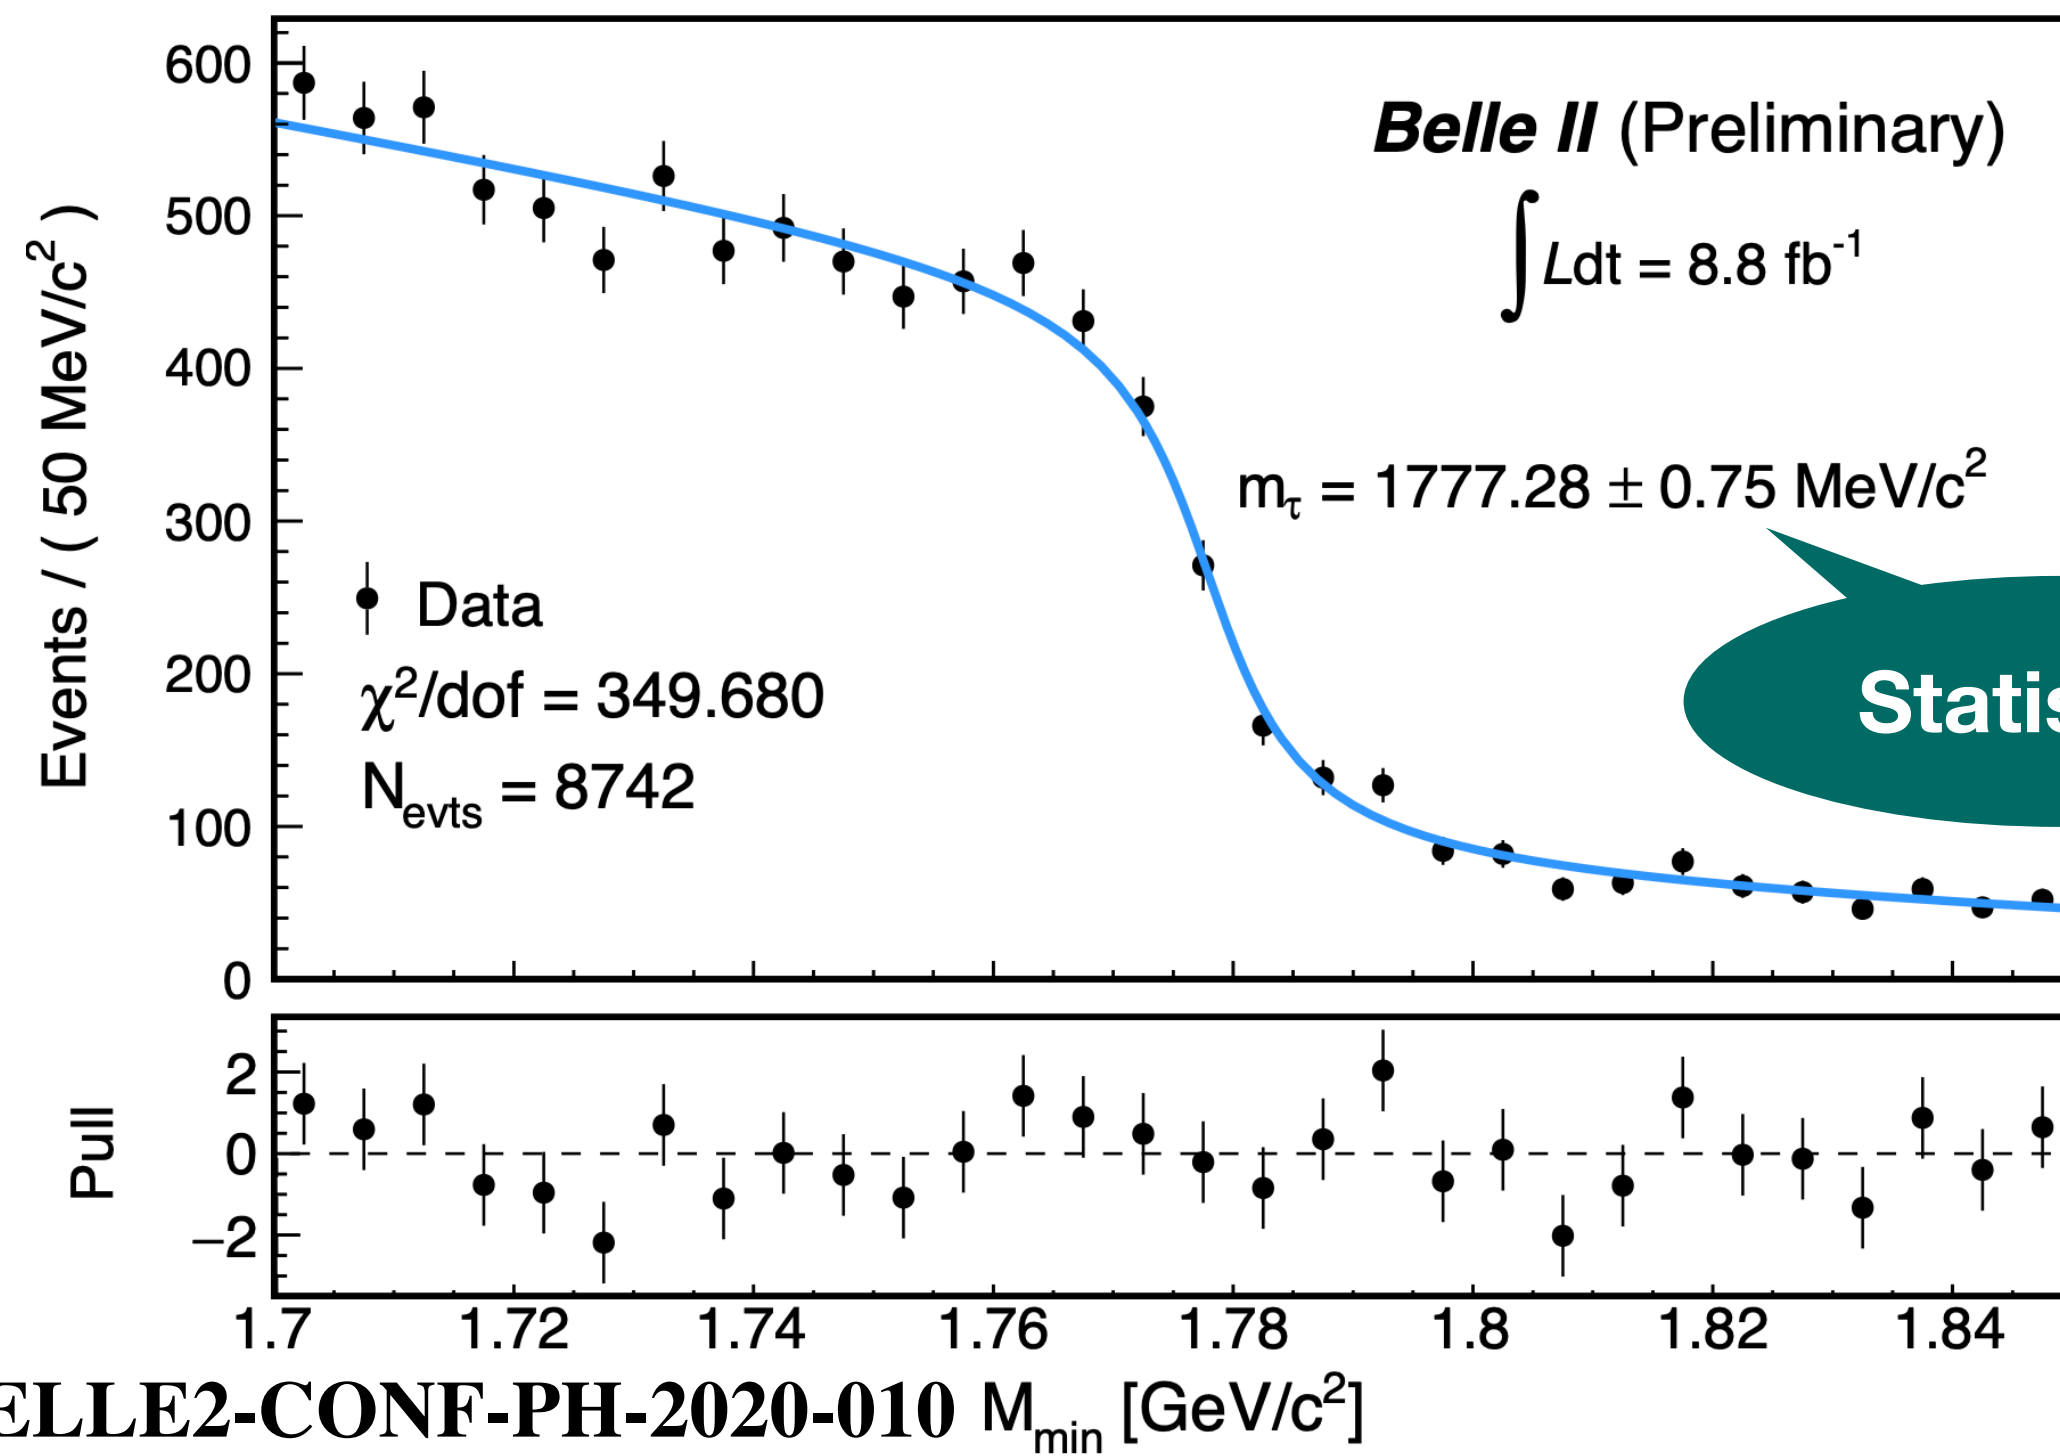 Belle II (Preliminary)
∫Ldt = 8.8 fb⁻¹
m_τ = 1777.28 ± 0.75 MeV/c²
Data
χ²/dof = 349.680
N_evts = 8742
Events / ( 50 MeV/c² )
600
500
400
300
200
100
0
Pull
2
0
−2
1.7 1.72 1.74 1.76 1.78 1.8 1.82 1.84
ELLE2-CONF-PH-2020-010 M_min [GeV/c²]